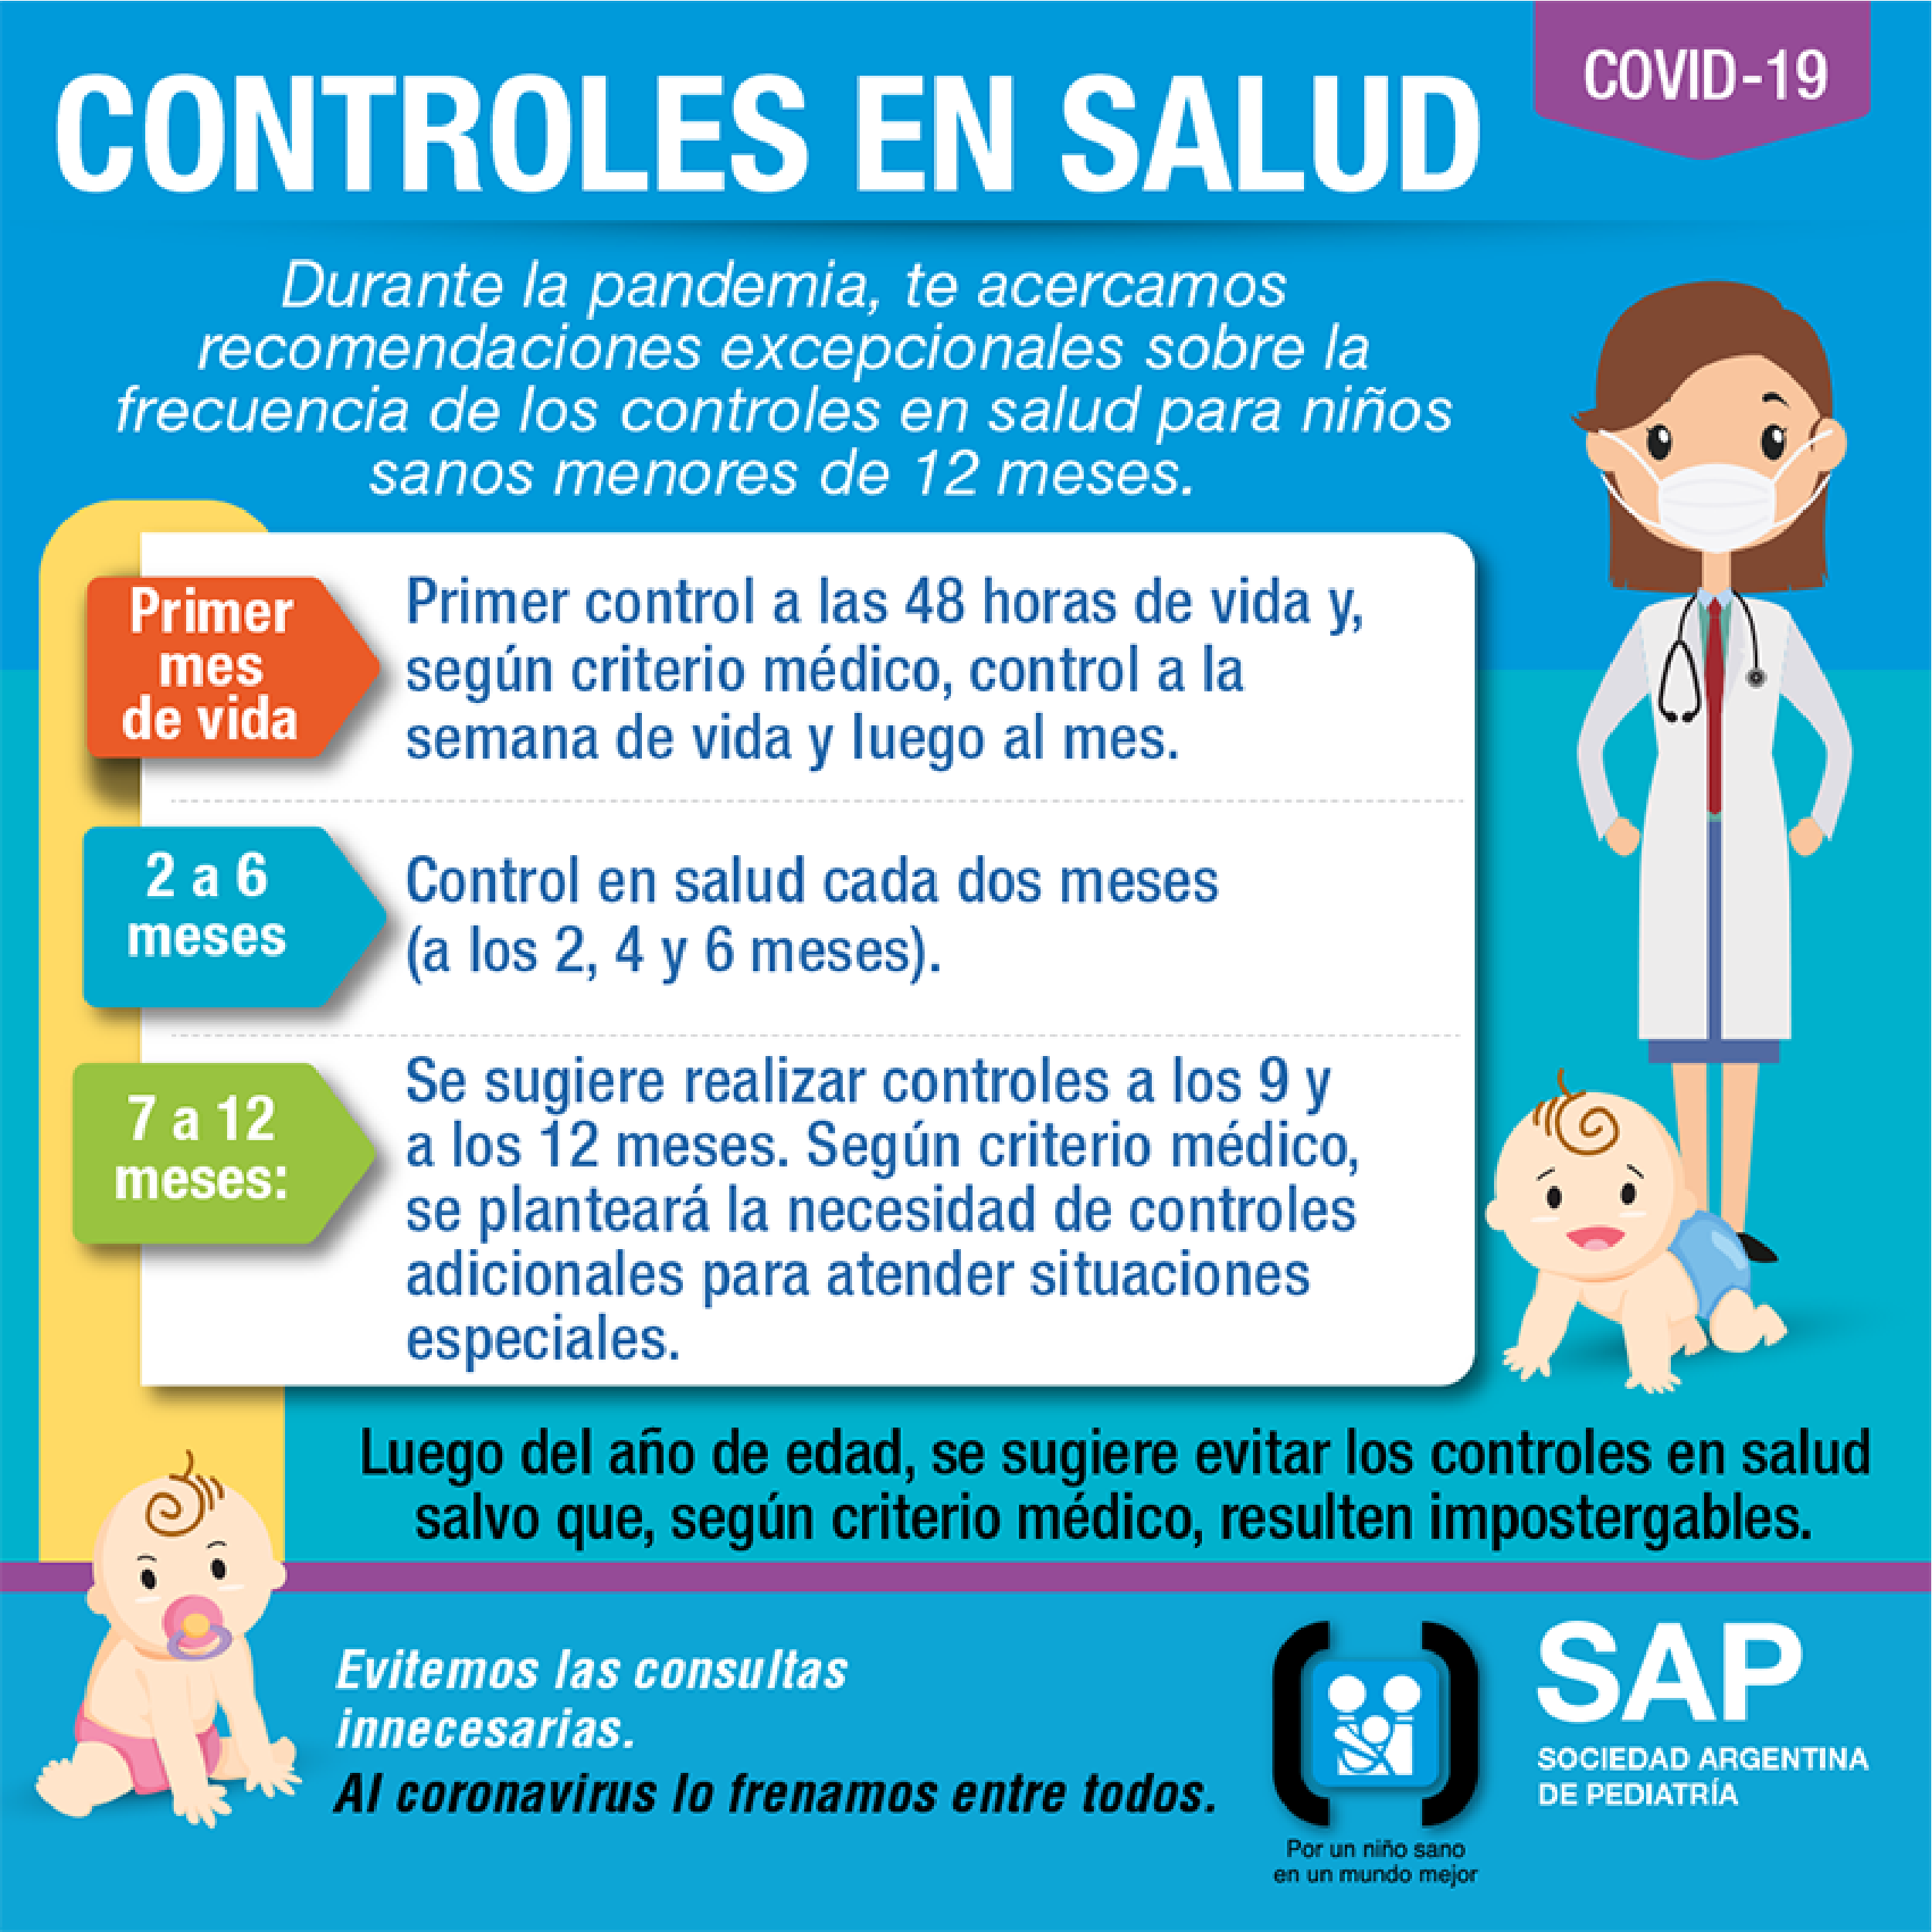 CONTROLES EN SALUD
COVID-19
Durante la pandemia, te acercamos
recomendaciones excepcionales sobre la
frecuencia de los controles en salud para niños
sanos menores de 12 meses.
Primer
mes
de vida
Primer control a las 48 horas de vida y,
según criterio médico, control a la
semana de vida y luego al mes.
2 a 6
meses
Control en salud cada dos meses
(a los 2, 4 y 6 meses).
7 a 12
meses:
Se sugiere realizar controles a los 9 y
a los 12 meses. Según criterio médico,
se planteará la necesidad de controles
adicionales para atender situaciones
especiales.
Luego del año de edad, se sugiere evitar los controles en salud
salvo que, según criterio médico, resulten impostergables.
Evitemos las consultas
innecesarias.
Al coronavirus lo frenamos entre todos.
Por un niño sano
en un mundo mejor
SAP
SOCIEDAD ARGENTINA
DE PEDIATRÍA